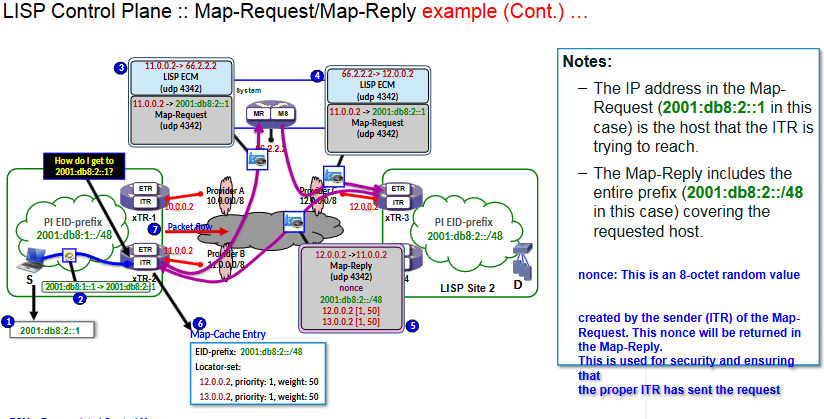 LISP Control Plane :: Map-Request/Map-Reply example (Cont.) …
3
11.0.0.2-> 66.2.2.2
LISP ECM
(udp 4342)
11.0.0.2 -> 2001:db8:2::1
Map-Request
(udp 4342)
System
MR
MS
4
66.2.2.2-> 12.0.0.2
LISP ECM
(udp 4342)
11.0.0.2 -> 2001:db8:2::1
Map-Request
(udp 4342)
How do I get to
2001:db8:2::1?
PI EID-prefix
2001:db8:1::/48
ETR
ITR
xTR-1
Provider A
10.0.0.0/8
7
Packet flow
ETR
ITR
xTR-2
11.0.0.2
Provider B
11.0.0.0/8
S
2001:db8:1::1 -> 2001:db8:2::1
2
1
2001:db8:2::1
12.0.0.2
ETR
ITR
xTR-3
PI EID-prefix
2001:db8:2::/48
4
LISP Site 2
D
12.0.0.2 ->11.0.0.2
Map-Reply
(udp 4342)
nonce
2001:db8:2::/48
12.0.0.2 [1, 50]
13.0.0.2 [1, 50]
5
6
Map-Cache Entry
EID-prefix: 2001:db8:2::/48
Locator-set:
12.0.0.2, priority: 1, weight: 50
13.0.0.2, priority: 1, weight: 50
Notes:
– The IP address in the Map-
Request (2001:db8:2::1 in this
case) is the host that the ITR is
trying to reach.
– The Map-Reply includes the
entire prefix (2001:db8:2::/48
in this case) covering the
requested host.
nonce: This is an 8-octet random value
created by the sender (ITR) of the Map-
Request. This nonce will be returned in
the Map-Reply.
This is used for security and ensuring
that
the proper ITR has sent the request